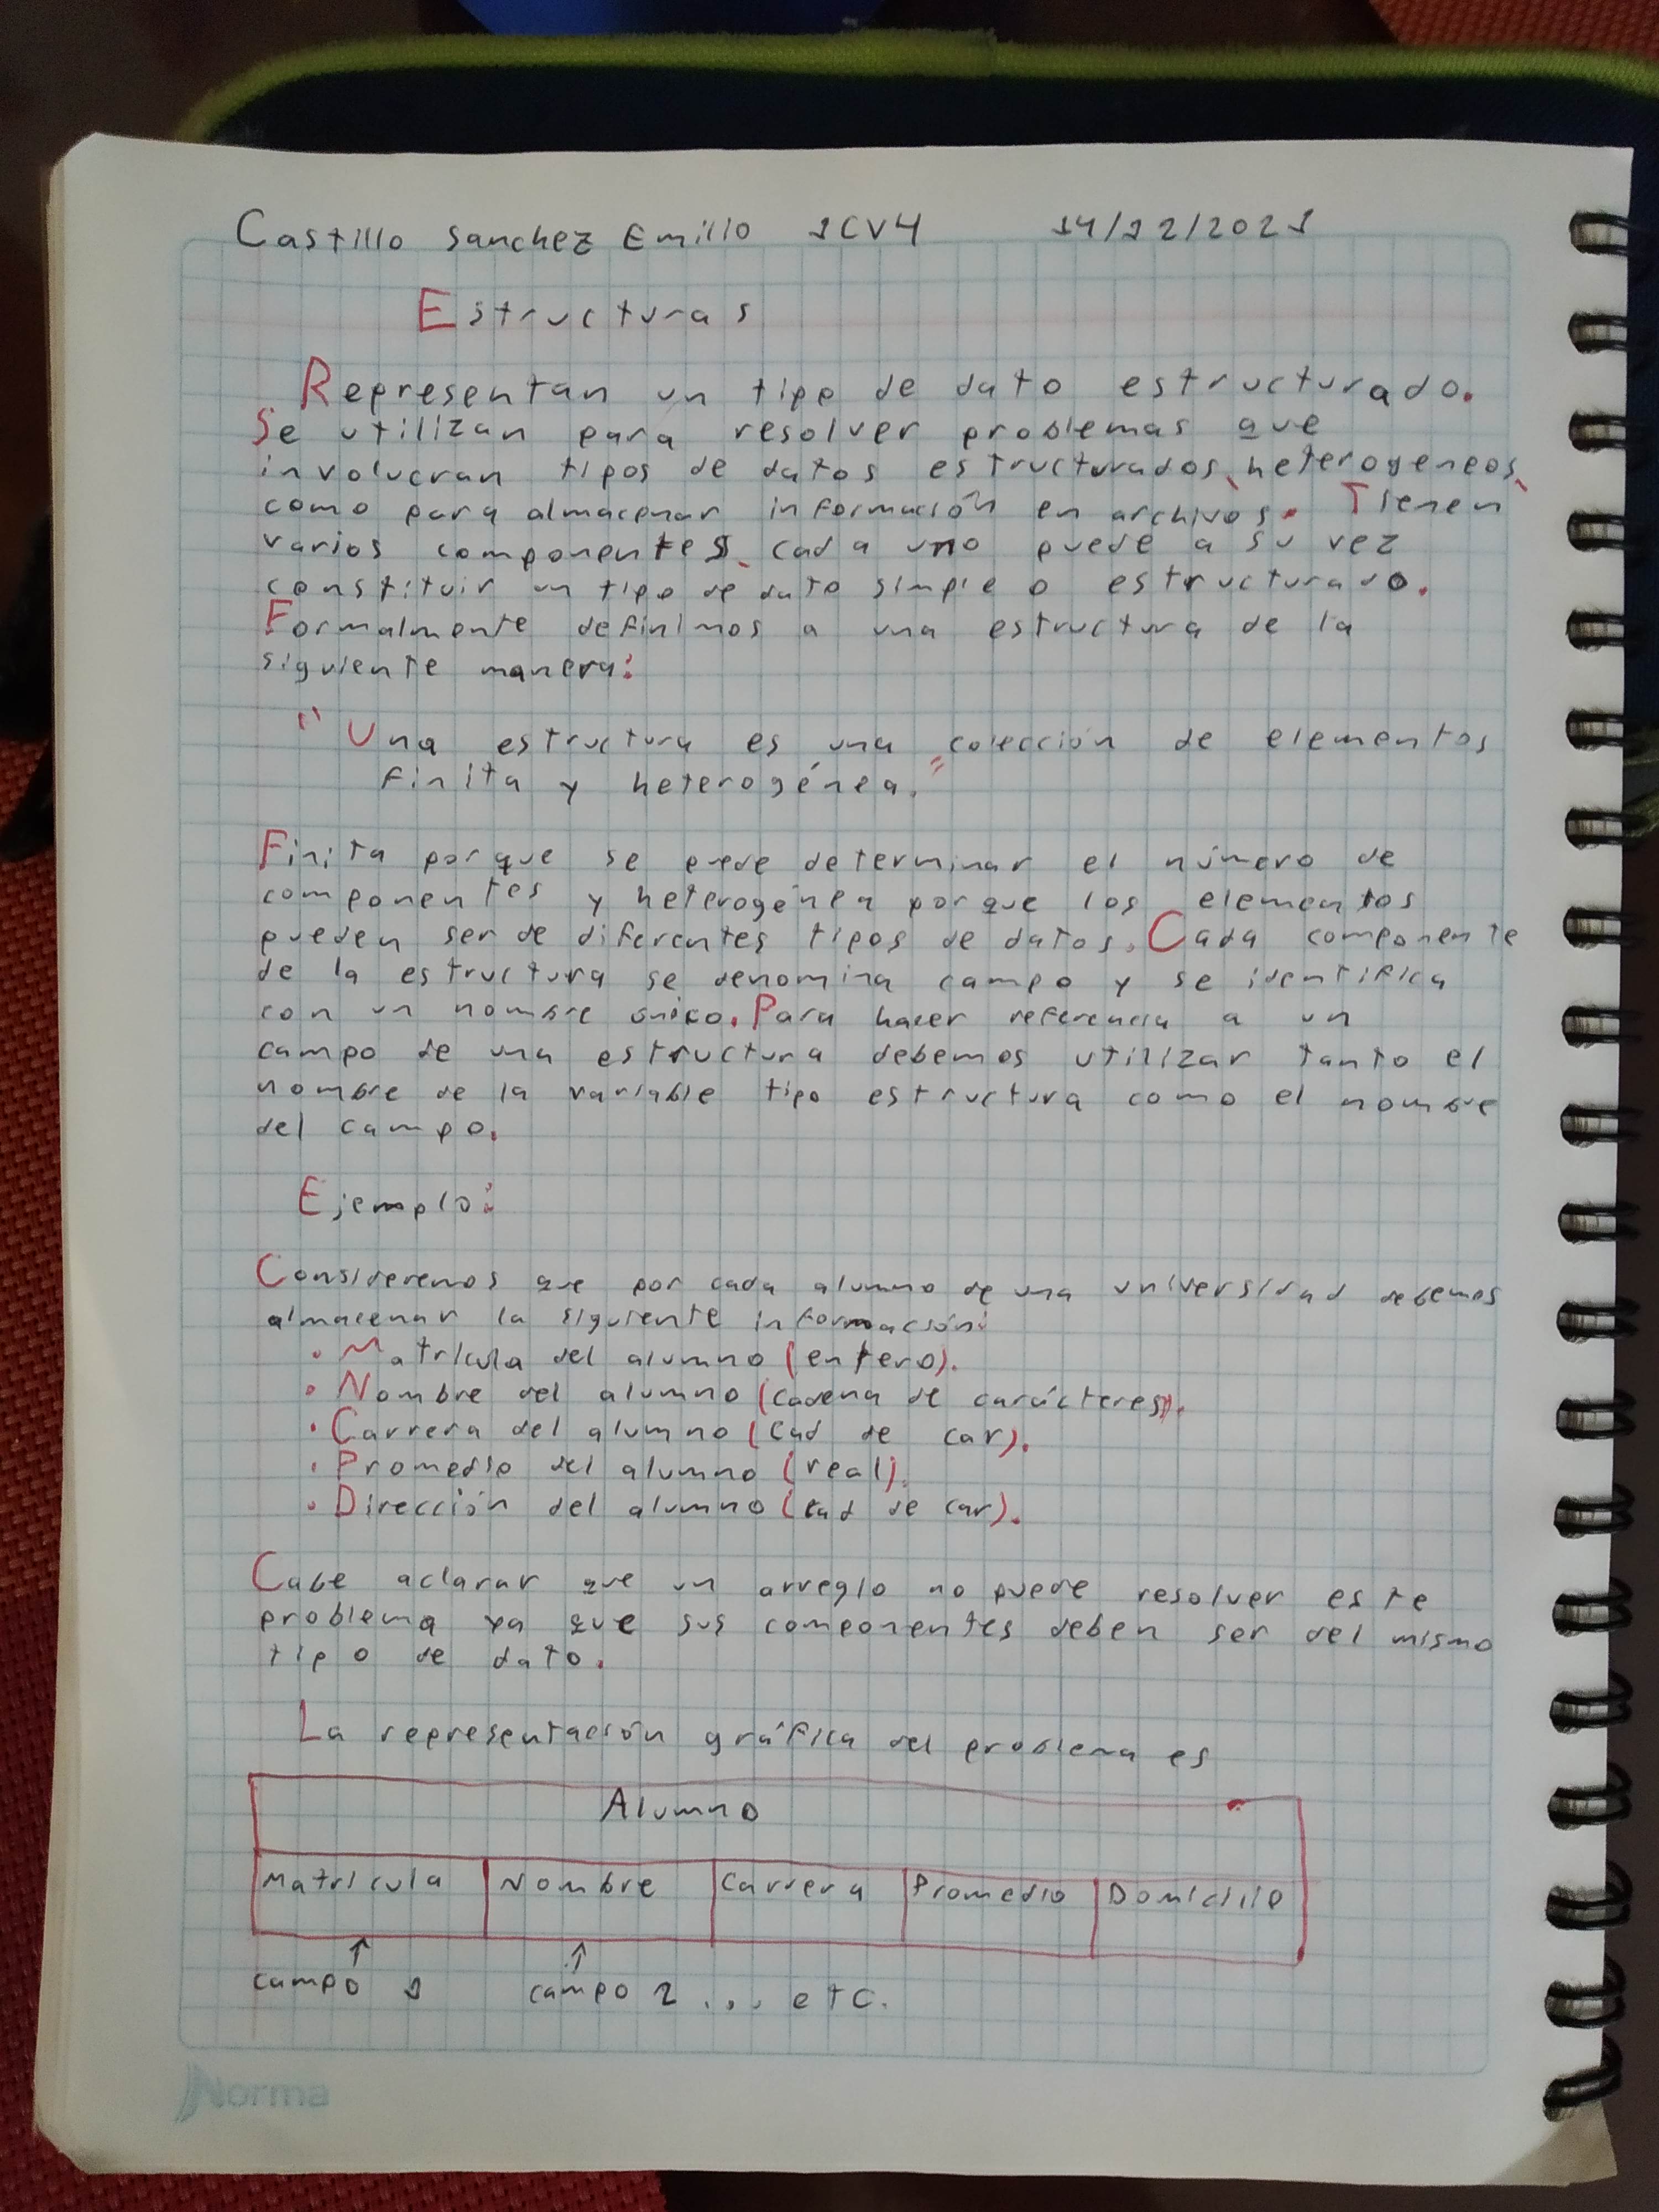 Castillo Sanchez Emilio 1CV4 14/12/2021
Estructuras
Representan un tipo de dato estructurado.
Se utilizan para resolver problemas que
involucran tipos de datos estructurados, heterogeneos,
como para almacenar información en archivos. Tienen
varios componentes, cada uno puede a su vez
constituir un tipo de dato simple o estructurado.
Formalmente definimos a una estructura de la
siguiente manera:
"Una estructura es una colección de elementos
finita y heterogénea."
Finita porque se puede determinar el número de
componentes y heterogénea porque los elementos
pueden ser de diferentes tipos de datos. Cada componente
de la estructura se denomina campo y se identifica
con un nombre único. Para hacer referencia a un
campo de una estructura debemos utilizar tanto el
nombre de la variable tipo estructura como el nombre
del campo.
Ejemplo:
Consideremos que por cada alumno de una universidad debemos
almacenar la siguiente información:
• Matrícula del alumno (entero).
• Nombre del alumno (cadena de carácteres).
• Carrera del alumno (cad de car).
• Promedio del alumno (real).
• Dirección del alumno (cad de car).
Cabe aclarar que un arreglo no puede resolver este
problema ya que sus componentes deben ser del mismo
tipo de dato.
La representación gráfica del problema es
Alumno
Matricula Nombre Carrera Promedio Domicilio
↑ ↑
campo 1 campo 2 ... etc.
Norma